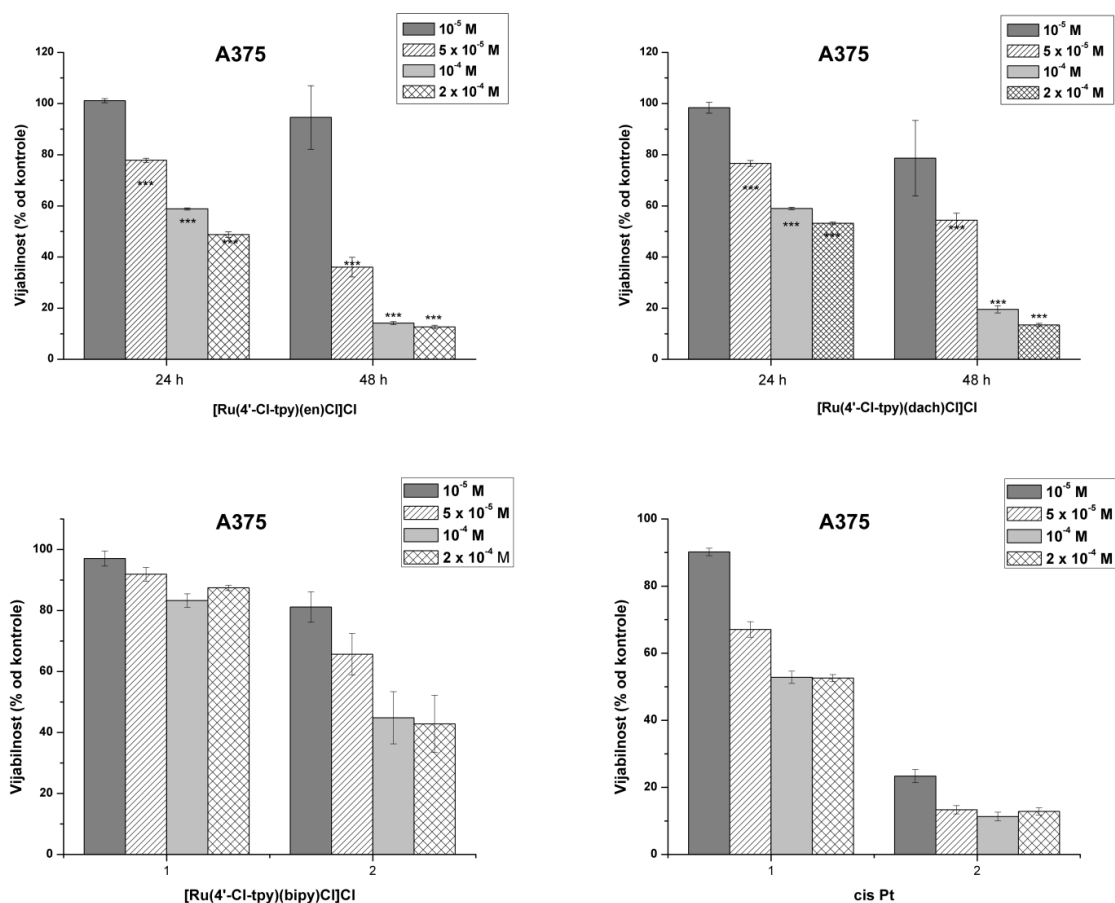 A375
10⁻⁵ M
5 x 10⁻⁵ M
10⁻⁴ M
2 x 10⁻⁴ M
Vijabilnost (% od kontrole)
120
100
80
60
40
20
0
***
***
***
***
***
***
24 h
48 h
[Ru(4'-Cl-tpy)(en)Cl]Cl
A375
10⁻⁵ M
5 x 10⁻⁵ M
10⁻⁴ M
2 x 10⁻⁴ M
Vijabilnost (% od kontrole)
120
100
80
60
40
20
0
***
***
***
***
***
***
24 h
48 h
[Ru(4'-Cl-tpy)(dach)Cl]Cl
A375
10⁻⁵ M
5 x 10⁻⁵ M
10⁻⁴ M
2 x 10⁻⁴ M
Vijabilnost (% od kontrole)
100
80
60
40
20
0
1
2
[Ru(4'-Cl-tpy)(bipy)Cl]Cl
A375
10⁻⁵ M
5 x 10⁻⁵ M
10⁻⁴ M
2 x 10⁻⁴ M
Vijabilnost (% od kontrole)
100
80
60
40
20
0
1
2
cis Pt